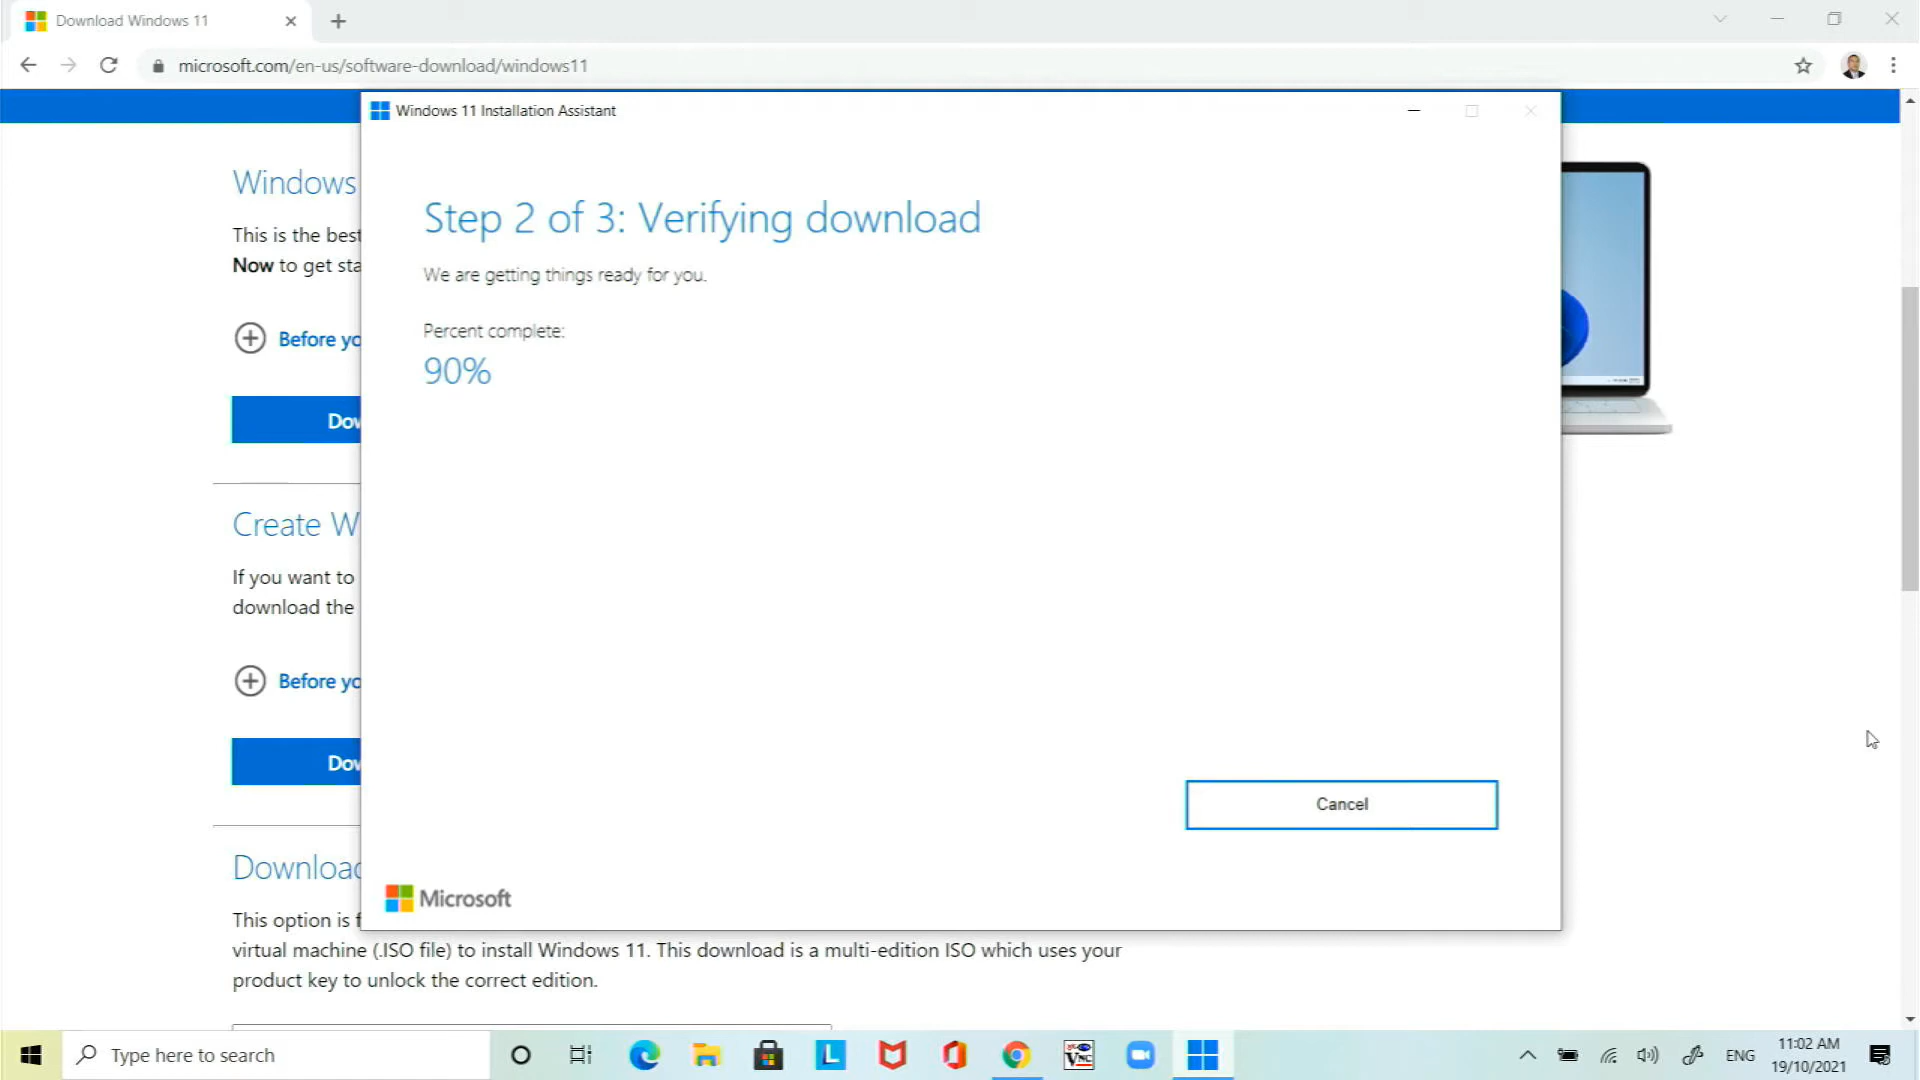 Download Windows 11
microsoft.com/en-us/software-download/windows11
Windows 11 Installation Assistant
Windows
Step 2 of 3: Verifying download
This is the best
Now to get sta
We are getting things ready for you.
Percent complete:
Before yo
90%
Dow
Create W
If you want to
download the
Before yo
Dow
Cancel
Download
Microsoft
This option is f
virtual machine (.ISO file) to install Windows 11. This download is a multi-edition ISO which uses your
product key to unlock the correct edition.
Type here to search
L
VNC
ENG
11:02 AM
19/10/2021